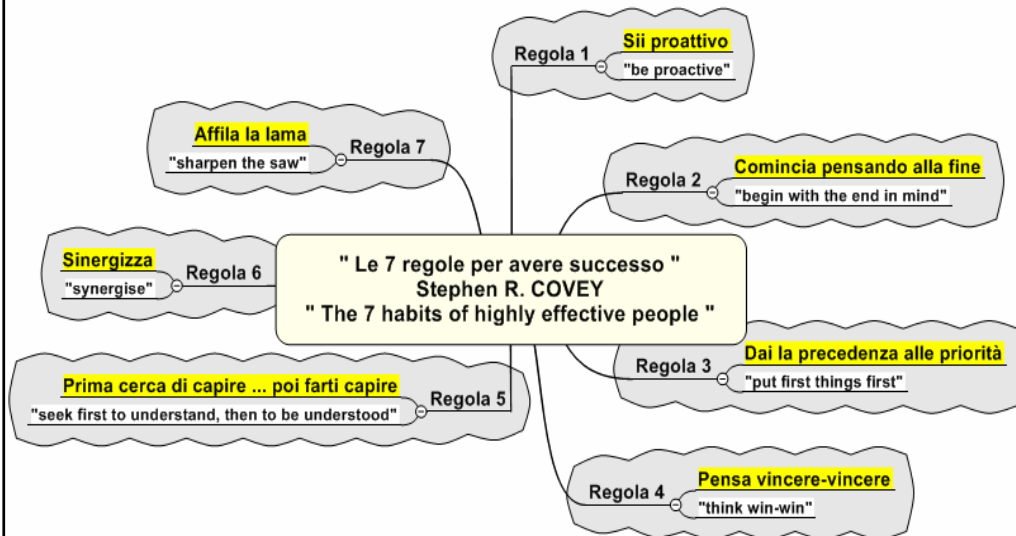 " Le 7 regole per avere successo "
Stephen R. COVEY
" The 7 habits of highly effective people "
Regola 1
Sii proattivo
"be proactive"
Regola 2
Comincia pensando alla fine
"begin with the end in mind"
Regola 3
Dai la precedenza alle priorità
"put first things first"
Regola 4
Pensa vincere-vincere
"think win-win"
Regola 5
Prima cerca di capire ... poi farti capire
"seek first to understand, then to be understood"
Regola 6
Sinergizza
"synergise"
Regola 7
Affila la lama
"sharpen the saw"